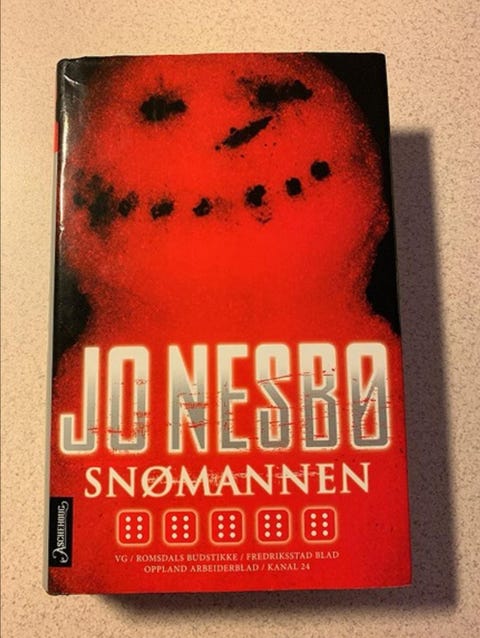 JO NESBØ
SNØMANNEN
VG / ROMSDALS BUDSTIKKE / FREDRIKSSTAD BLAD
OPPLAND ARBEIDERBLAD / KANAL 24
ASCHEHOUG